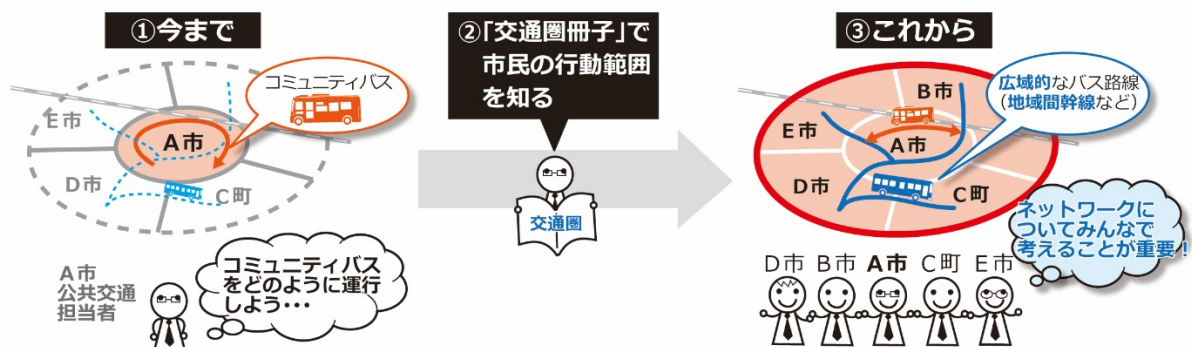 ①今まで
コミュニティバス
E市
A市
D市
C町
A市
公共交通
担当者
コミュニティバス
をどのように運行
しよう・・・
②「交通圏冊子」で
市民の行動範囲
を知る
交通圏
③これから
広域的なバス路線
(地域間幹線など)
B市
E市
A市
D市
C町
ネットワークに
ついてみんなで
考えることが重要！
D市 B市 A市 C町 E市